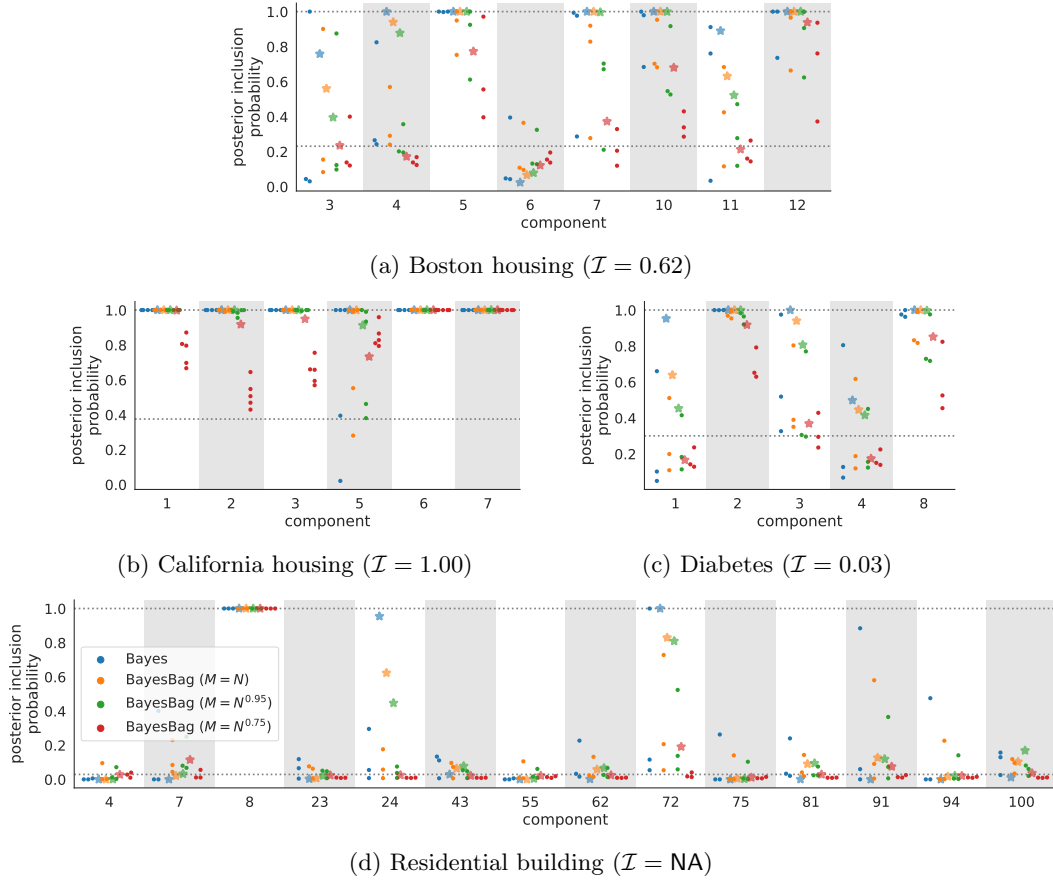 1.0
0.8
0.6
0.4
0.2
0.0
posterior inclusion
probability
3 4 5 6 7 10 11 12
component
(a) Boston housing (ℐ = 0.62)
1.0
0.8
0.6
0.4
0.2
0.0
posterior inclusion
probability
1 2 3 5 6 7
component
(b) California housing (ℐ = 1.00)
1.0
0.8
0.6
0.4
0.2
posterior inclusion
probability
1 2 3 4 8
component
(c) Diabetes (ℐ = 0.03)
1.0
0.8
0.6
0.4
0.2
0.0
posterior inclusion
probability
Bayes
BayesBag (M = N)
BayesBag (M = N^0.95)
BayesBag (M = N^0.75)
4 7 8 23 24 43 55 62 72 75 81 91 94 100
component
(d) Residential building (ℐ = NA)